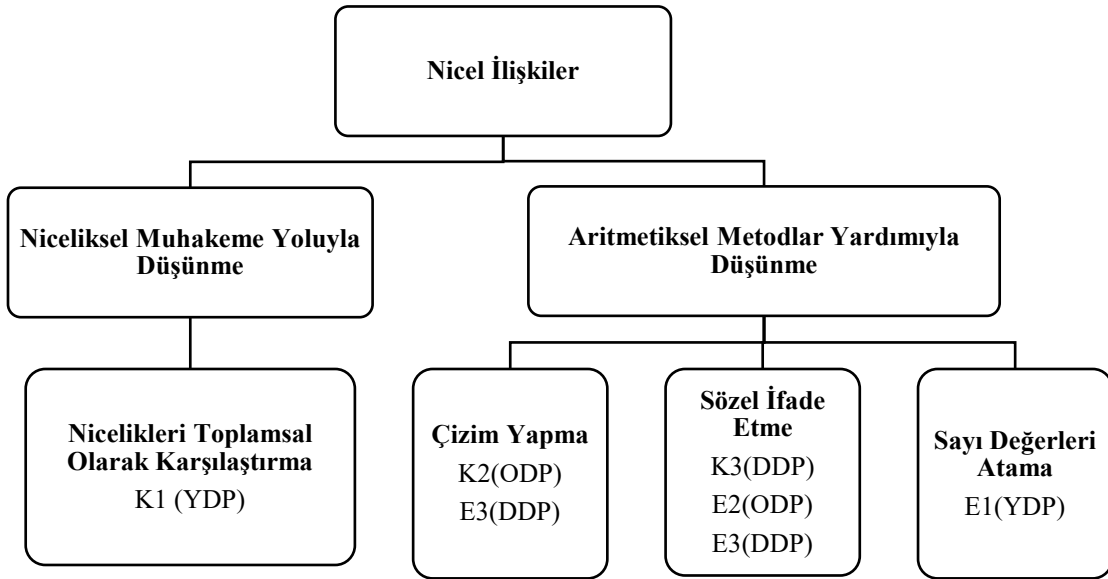 Nicel İlişkiler
Niceliksel Muhakeme Yoluyla
Düşünme
Aritmetiksel Metodlar Yardımıyla
Düşünme
Nicelikleri Toplamsal
Olarak Karşılaştırma
K1 (YDP)
Çizim Yapma
K2(ODP)
E3(DDP)
Sözel İfade
Etme
K3(DDP)
E2(ODP)
E3(DDP)
Sayı Değerleri
Atama
E1(YDP)